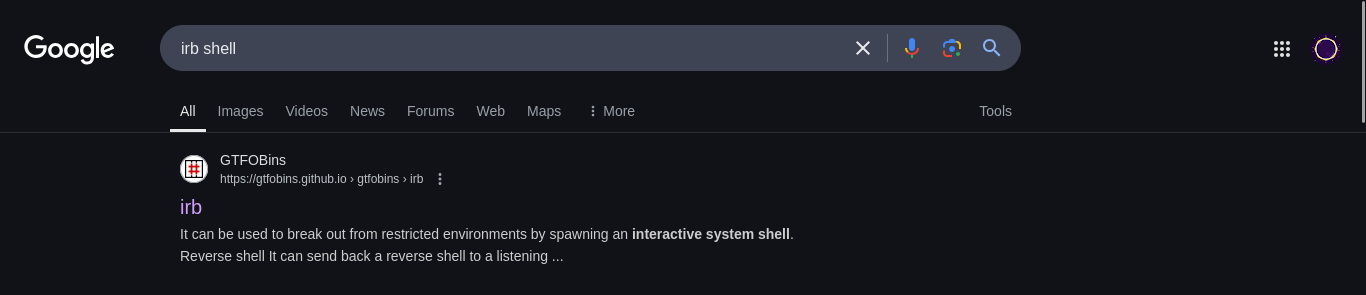 Google
irb shell
All Images Videos News Forums Web Maps More Tools
GTFOBins
https://gtfobins.github.io › gtfobins › irb
irb
It can be used to break out from restricted environments by spawning an interactive system shell.
Reverse shell It can send back a reverse shell to a listening ...